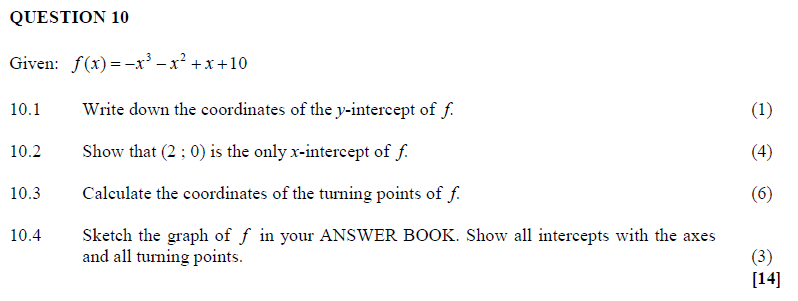 QUESTION 10
Given: f(x) = −x³ − x² + x + 10
10.1 Write down the coordinates of the y-intercept of f. (1)
10.2 Show that (2 ; 0) is the only x-intercept of f. (4)
10.3 Calculate the coordinates of the turning points of f. (6)
10.4 Sketch the graph of f in your ANSWER BOOK. Show all intercepts with the axes
and all turning points. (3)
[14]